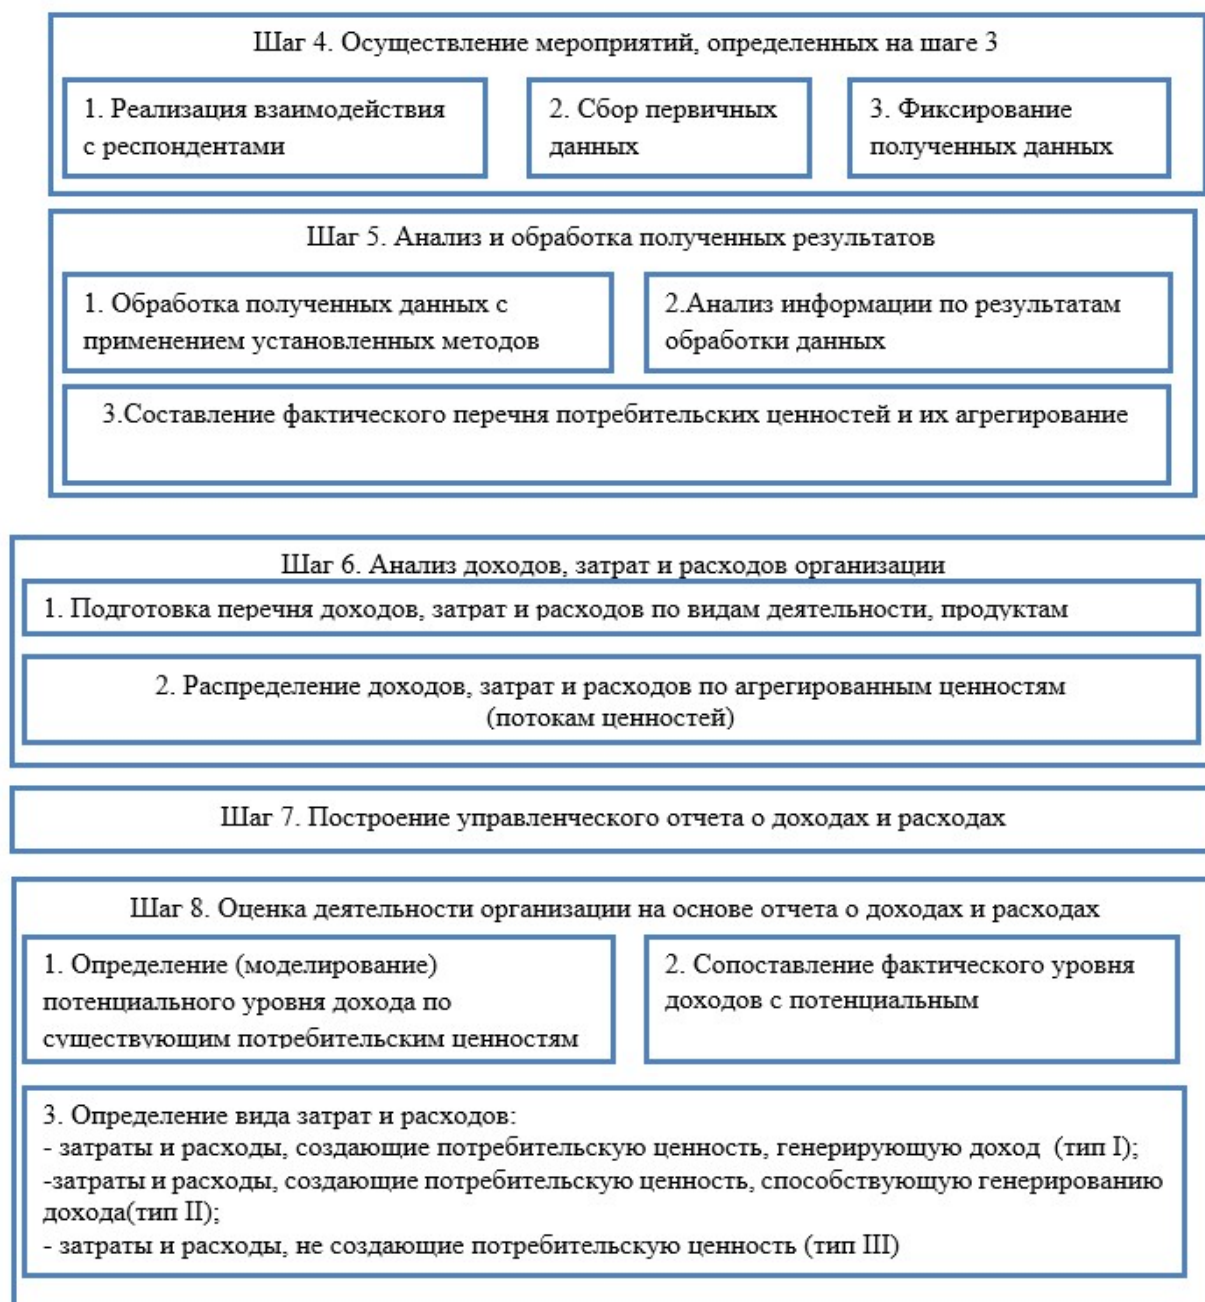 Шаг 4. Осуществление мероприятий, определенных на шаге 3
1. Реализация взаимодействия
с респондентами
2. Сбор первичных
данных
3. Фиксирование
полученных данных
Шаг 5. Анализ и обработка полученных результатов
1. Обработка полученных данных с
применением установленных методов
2.Анализ информации по результатам
обработки данных
3.Составление фактического перечня потребительских ценностей и их агрегирование
Шаг 6. Анализ доходов, затрат и расходов организации
1. Подготовка перечня доходов, затрат и расходов по видам деятельности, продуктам
2. Распределение доходов, затрат и расходов по агрегированным ценностям
(потокам ценностей)
Шаг 7. Построение управленческого отчета о доходах и расходах
Шаг 8. Оценка деятельности организации на основе отчета о доходах и расходах
1. Определение (моделирование)
потенциального уровня дохода по
существующим потребительским ценностям
2. Сопоставление фактического уровня
доходов с потенциальным
3. Определение вида затрат и расходов:
- затраты и расходы, создающие потребительскую ценность, генерирующую доход (тип I);
-затраты и расходы, создающие потребительскую ценность, способствующую генерированию
дохода(тип II);
- затраты и расходы, не создающие потребительскую ценность (тип III)